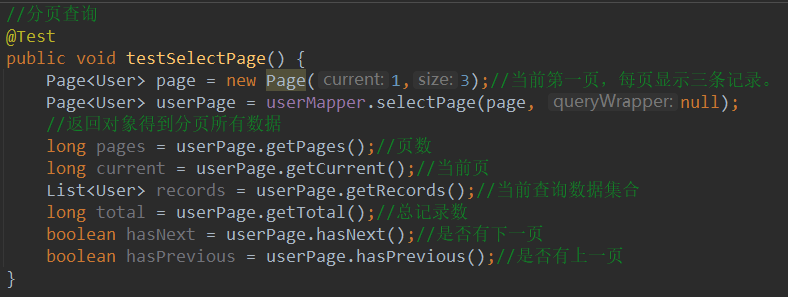 //分页查询
@Test
public void testSelectPage() {
    Page<User> page = new Page( current: 1, size: 3);//当前第一页，每页显示三条记录。
    Page<User> userPage = userMapper.selectPage(page, queryWrapper: null);
    //返回对象得到分页所有数据
    long pages = userPage.getPages();//页数
    long current = userPage.getCurrent();//当前页
    List<User> records = userPage.getRecords();//当前查询数据集合
    long total = userPage.getTotal();//总记录数
    boolean hasNext = userPage.hasNext();//是否有下一页
    boolean hasPrevious = userPage.hasPrevious();//是否有上一页
}